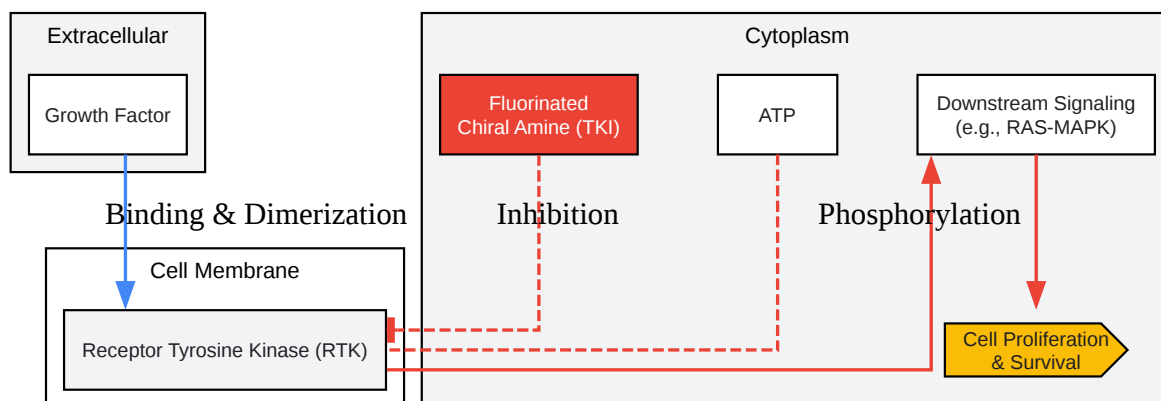 Extracellular
Growth Factor
Cytoplasm
Fluorinated
Chiral Amine (TKI)
ATP
Downstream Signaling
(e.g., RAS-MAPK)
Binding & Dimerization
Inhibition
Phosphorylation
Cell Membrane
Receptor Tyrosine Kinase (RTK)
Cell Proliferation
& Survival